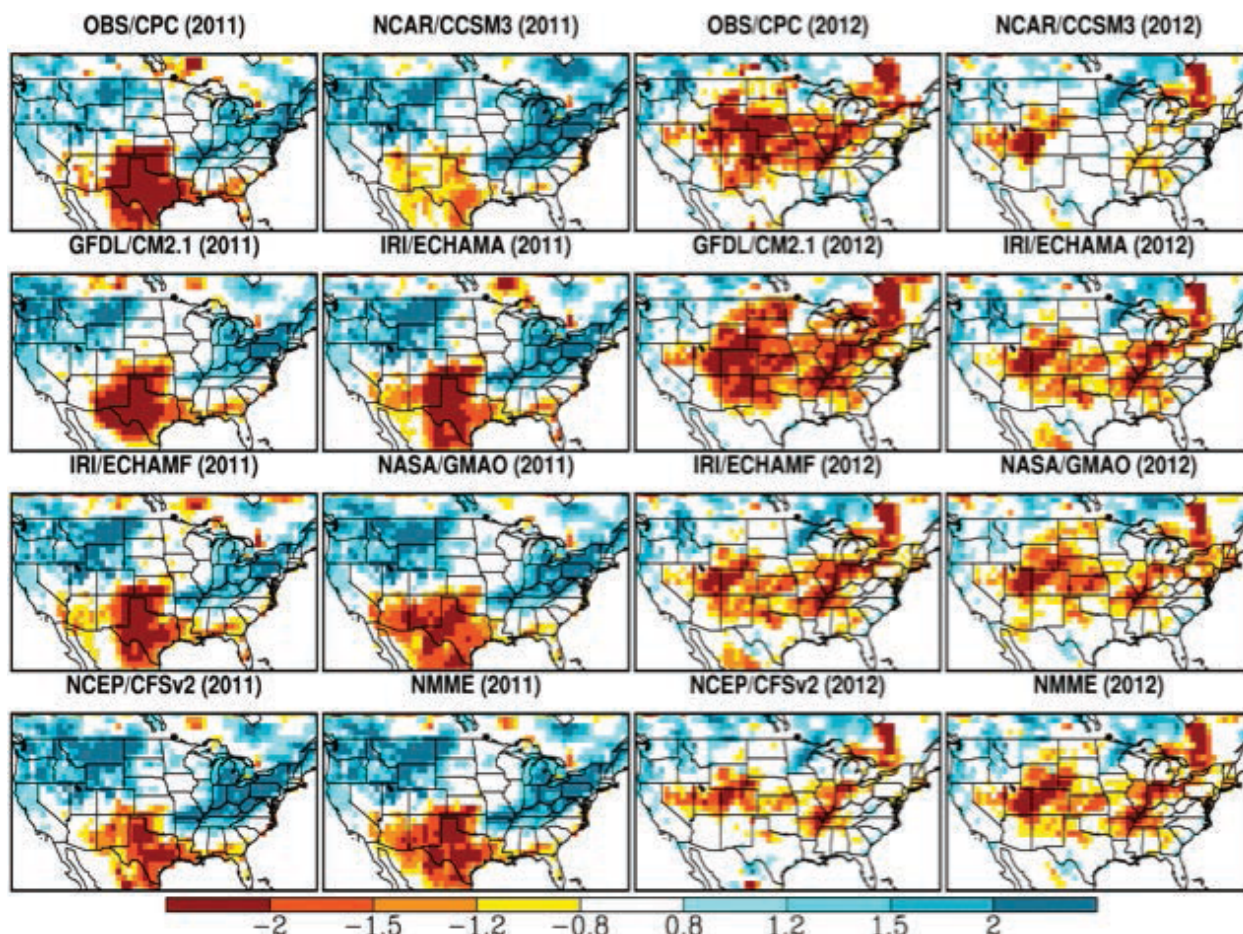 OBS/CPC (2011) NCAR/CCSM3 (2011) OBS/CPC (2012) NCAR/CCSM3 (2012)
GFDL/CM2.1 (2011) IRI/ECHAMA (2011) GFDL/CM2.1 (2012) IRI/ECHAMA (2012)
IRI/ECHAMF (2011) NASA/GMAO (2011) IRI/ECHAMF (2012) NASA/GMAO (2012)
NCEP/CFSv2 (2011) NMME (2011) NCEP/CFSv2 (2012) NMME (2012)
-2 -1.5 -1.2 -0.8 0.8 1.2 1.5 2